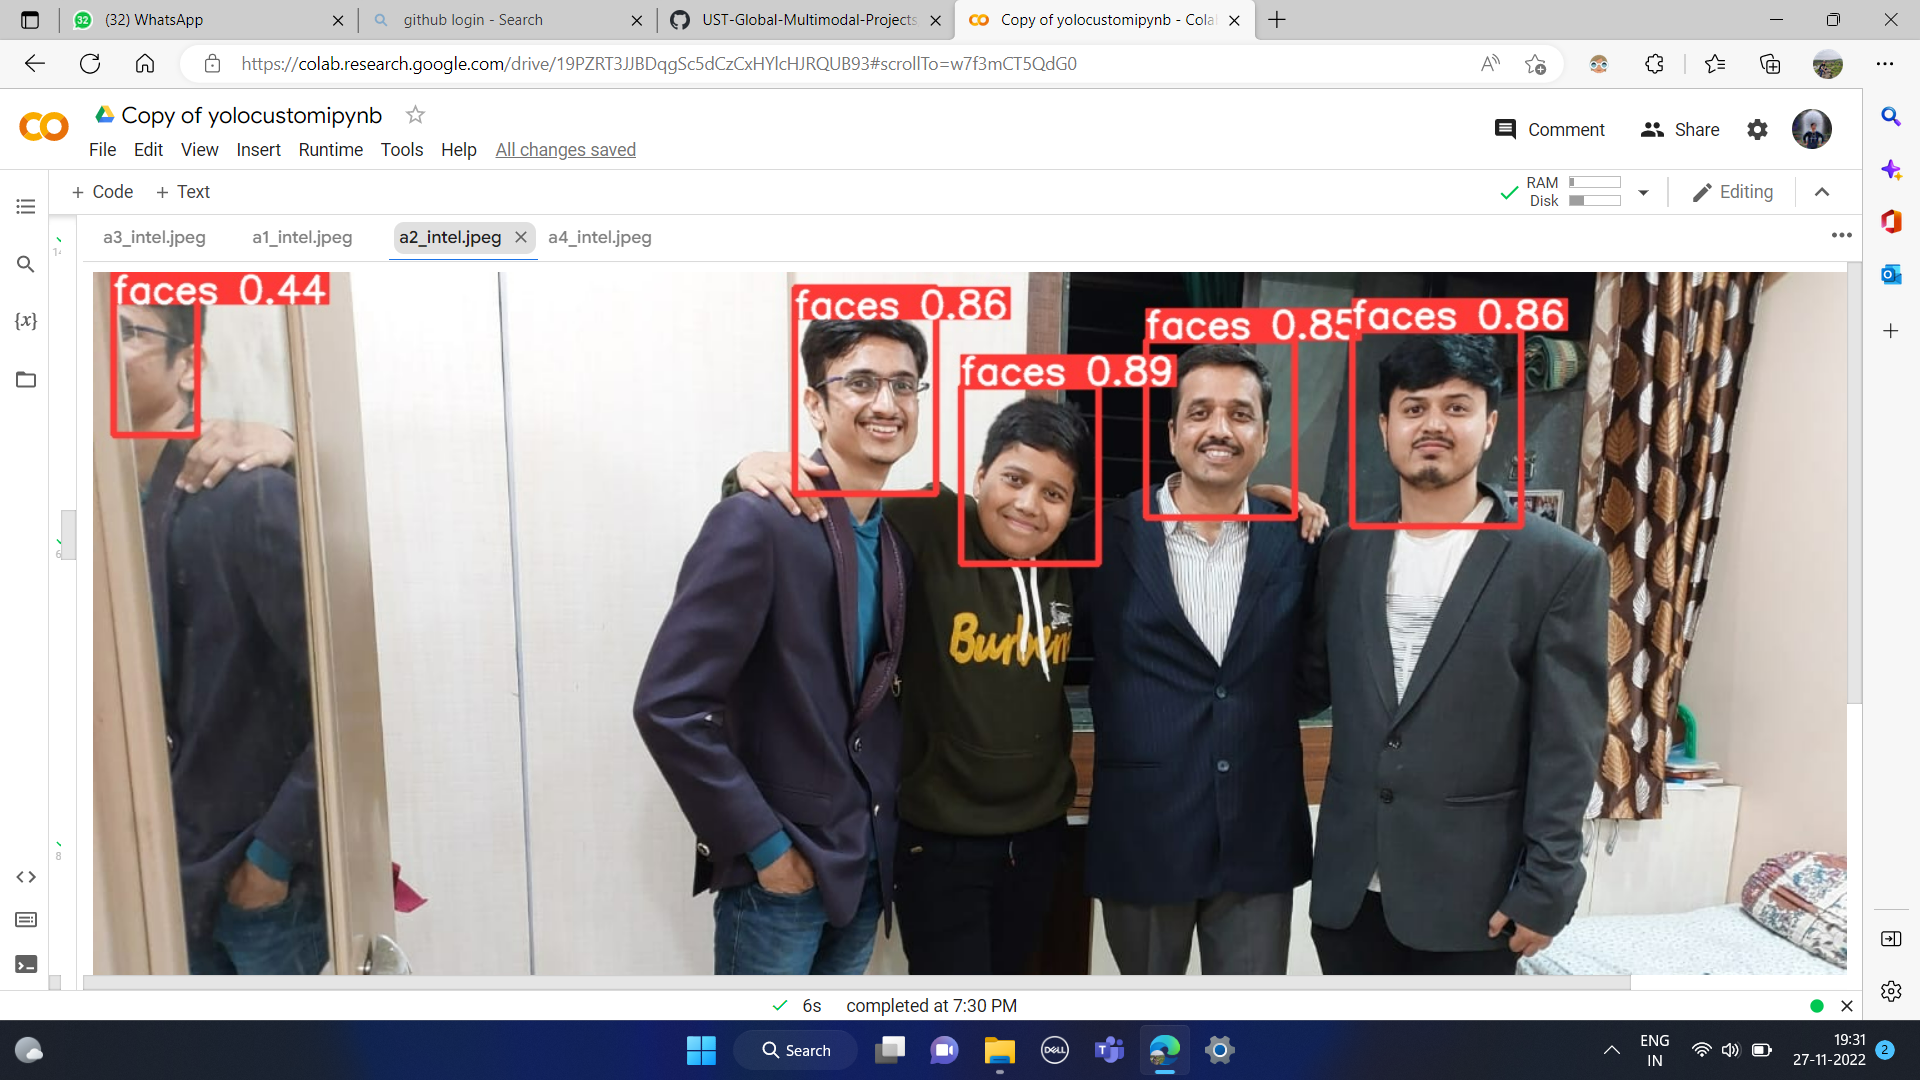 (32) WhatsApp
github login - Search
UST-Global-Multimodal-Projects
Copy of yolocustomipynb - Cola
https://colab.research.google.com/drive/19PZRT3JJBDqgSc5dCzCxHYlcHJRQUB93#scrollTo=w7f3mCT5QdG0
Copy of yolocustomipynb
Comment
Share
File Edit View Insert Runtime Tools Help All changes saved
+ Code + Text
RAM
Disk
Editing
a3_intel.jpeg a1_intel.jpeg a2_intel.jpeg a4_intel.jpeg
{x}
faces 0.44
faces 0.86
faces 0.89
faces 0.85
faces 0.86
6s completed at 7:30 PM
Search
DELL
ENG
IN
19:31
27-11-2022
2